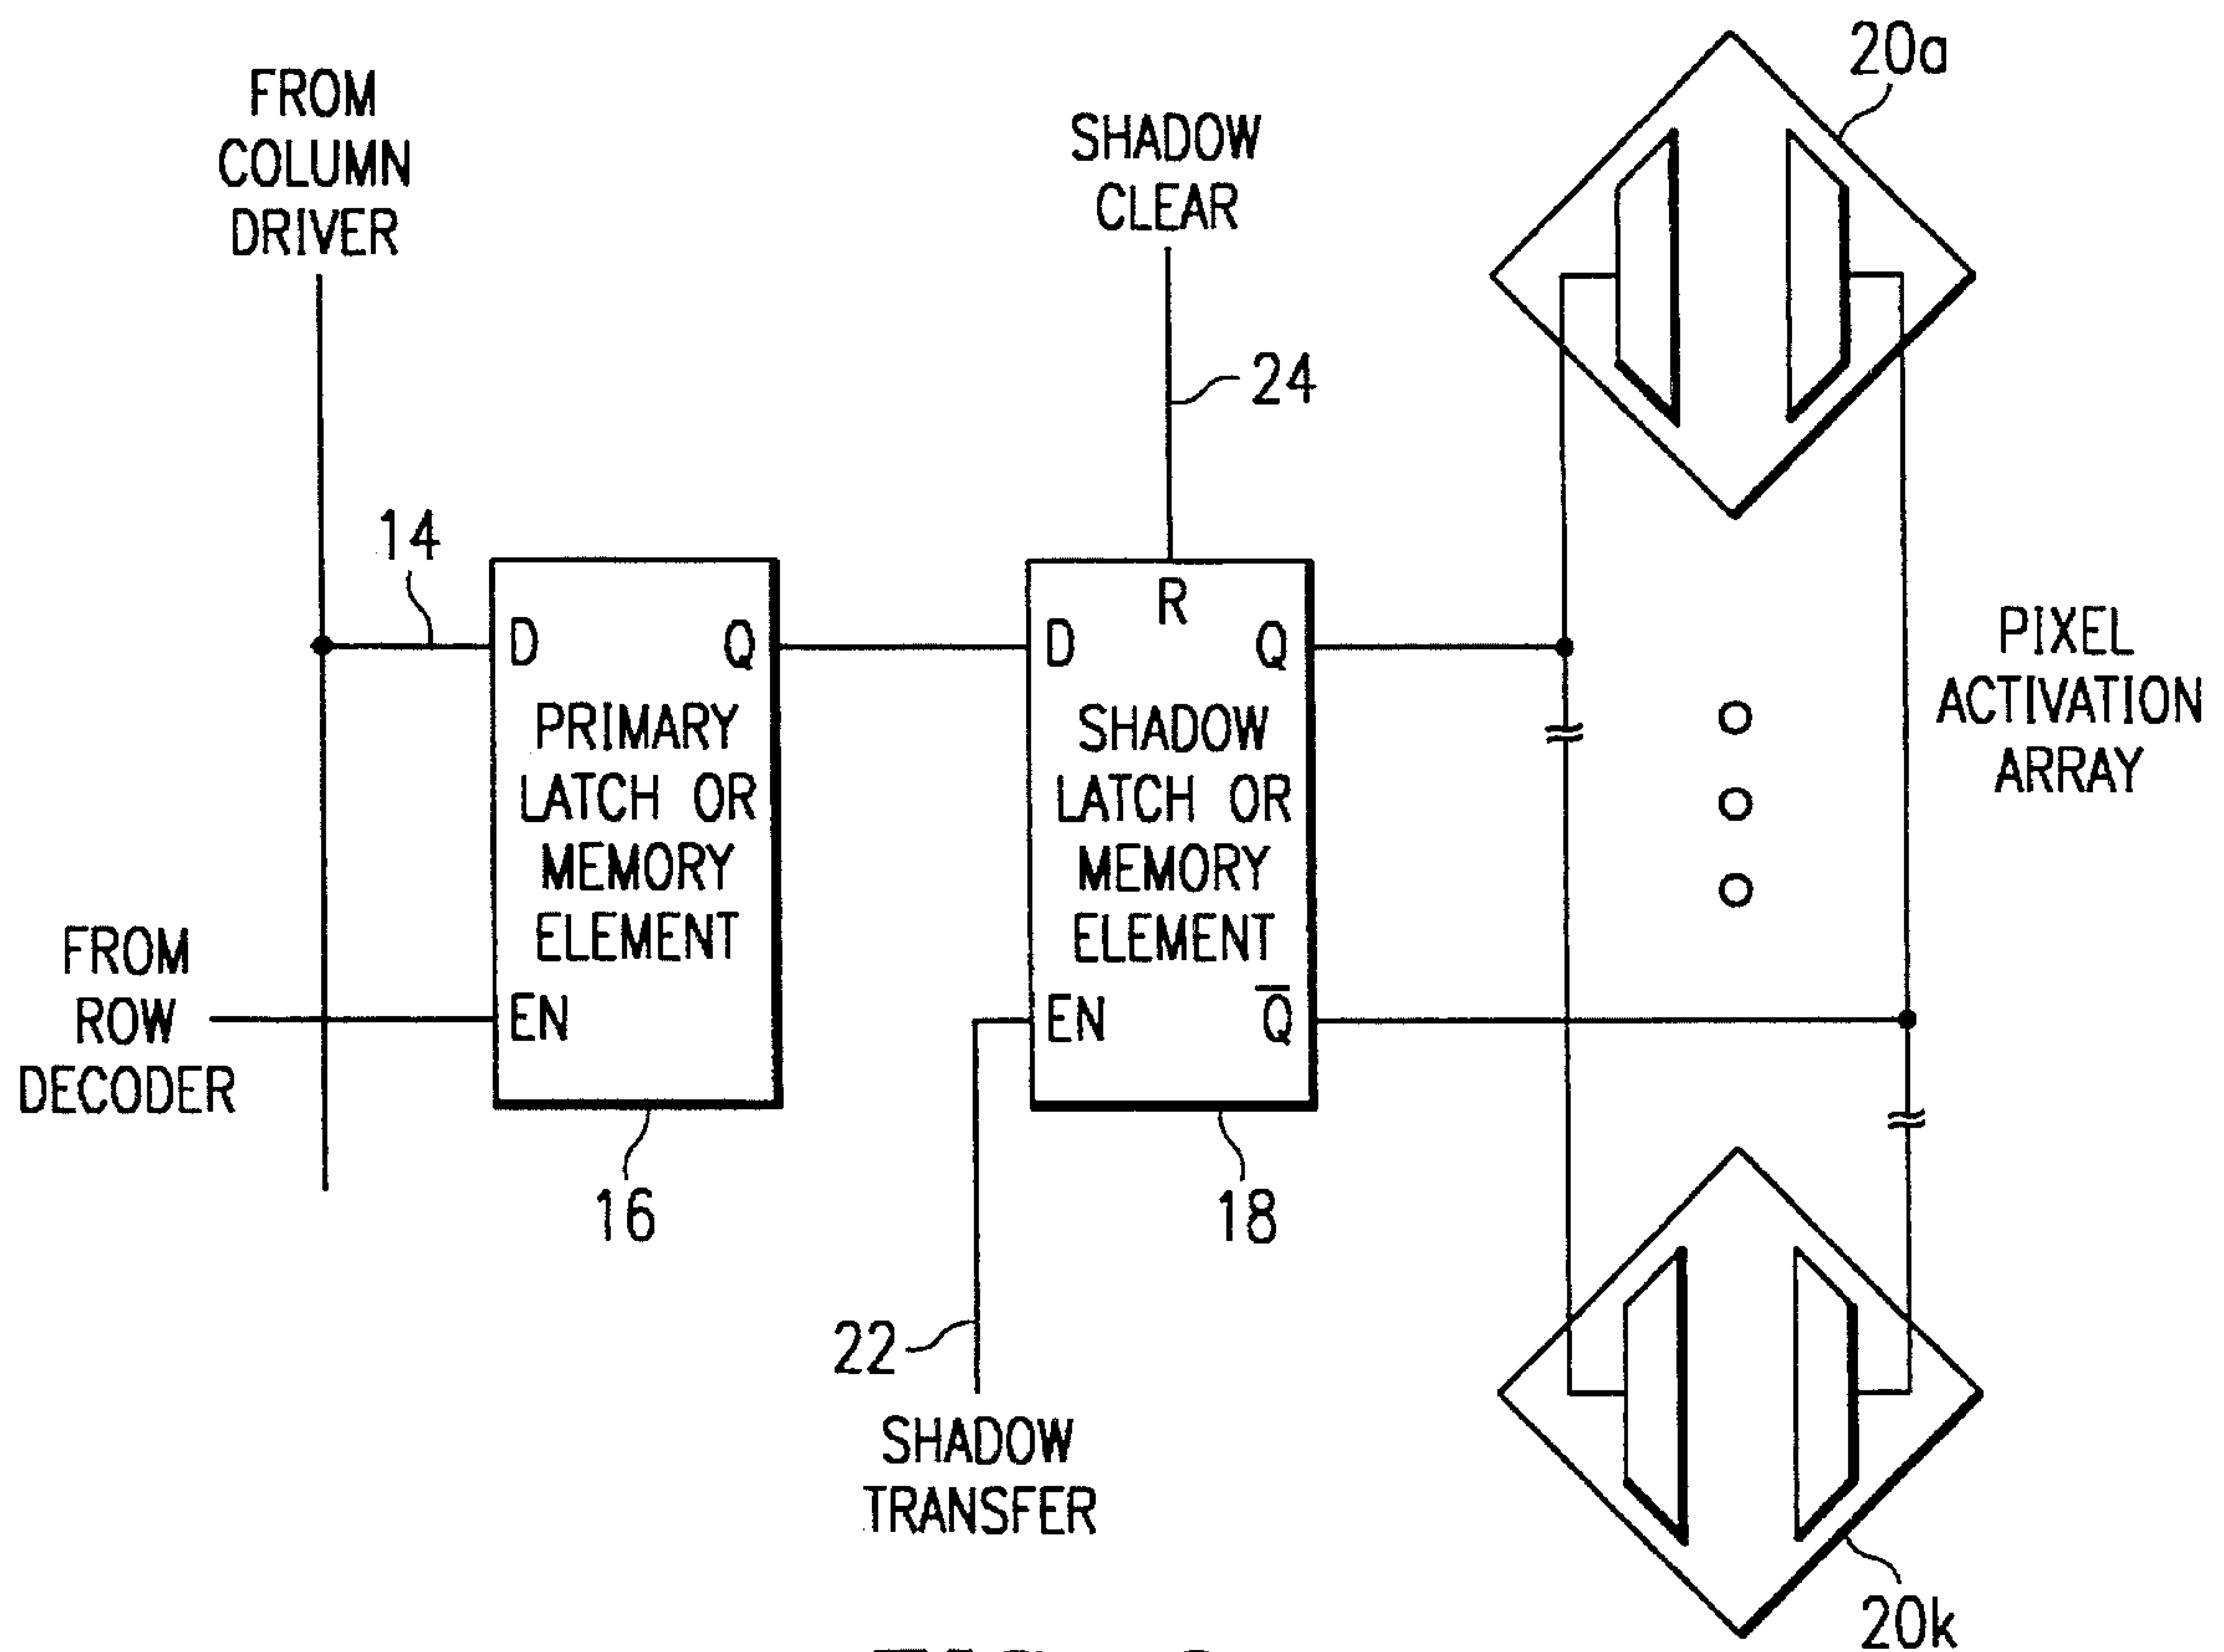 FROM
COLUMN
DRIVER
SHADOW
CLEAR
20a
24
14
D
Q
PRIMARY
LATCH OR
MEMORY
ELEMENT
EN
16
R
D
Q
SHADOW
LATCH OR
MEMORY
ELEMENT
EN
Q̅
18
PIXEL
ACTIVATION
ARRAY
FROM
ROW
DECODER
22
SHADOW
TRANSFER
20k